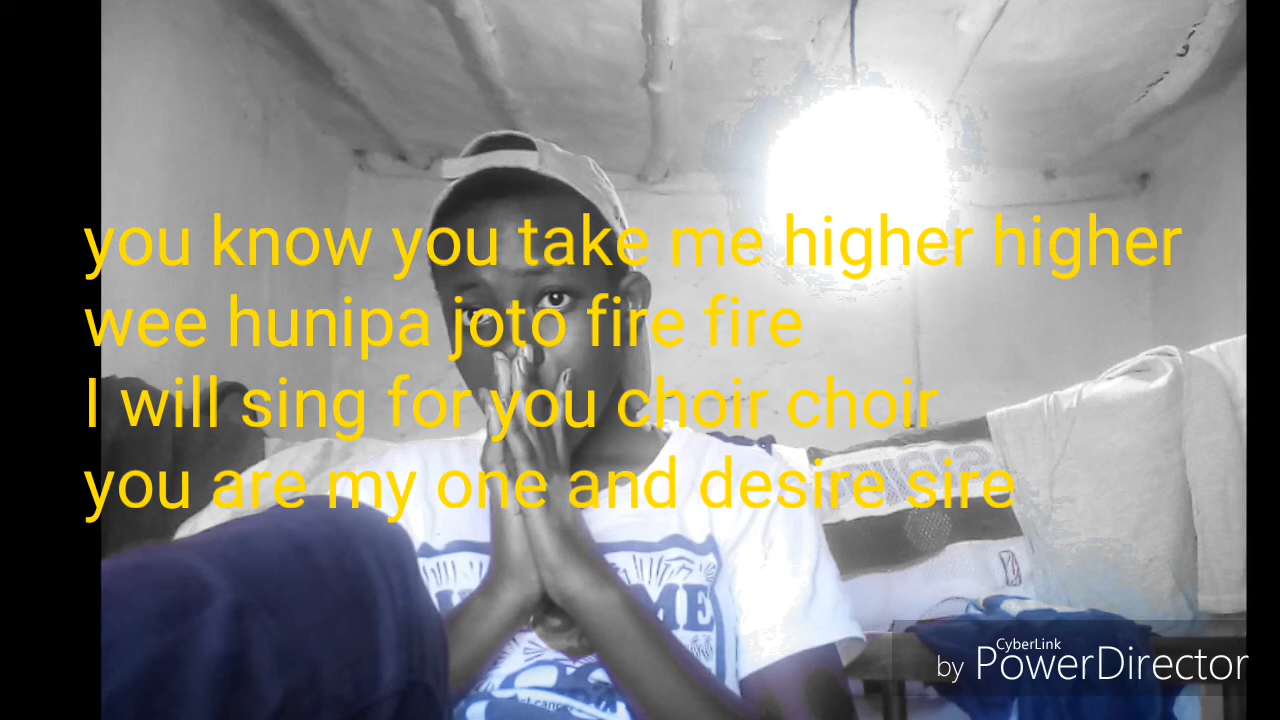 you know you take me higher higher
wee hunipa joto fire fire
I will sing for you choir choir
you are my one and desire sire
ME
CyberLink
by PowerDirector